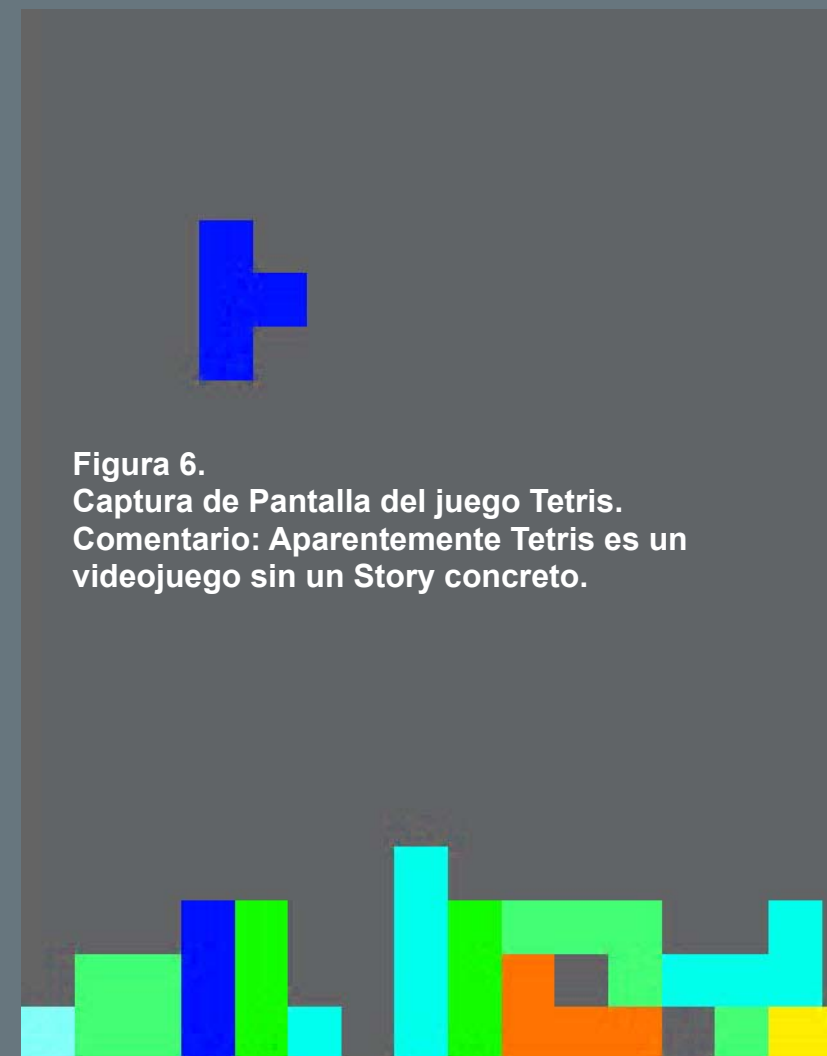 Figura 6.
Captura de Pantalla del juego Tetris.
Comentario: Aparentemente Tetris es un
videojuego sin un Story concreto.